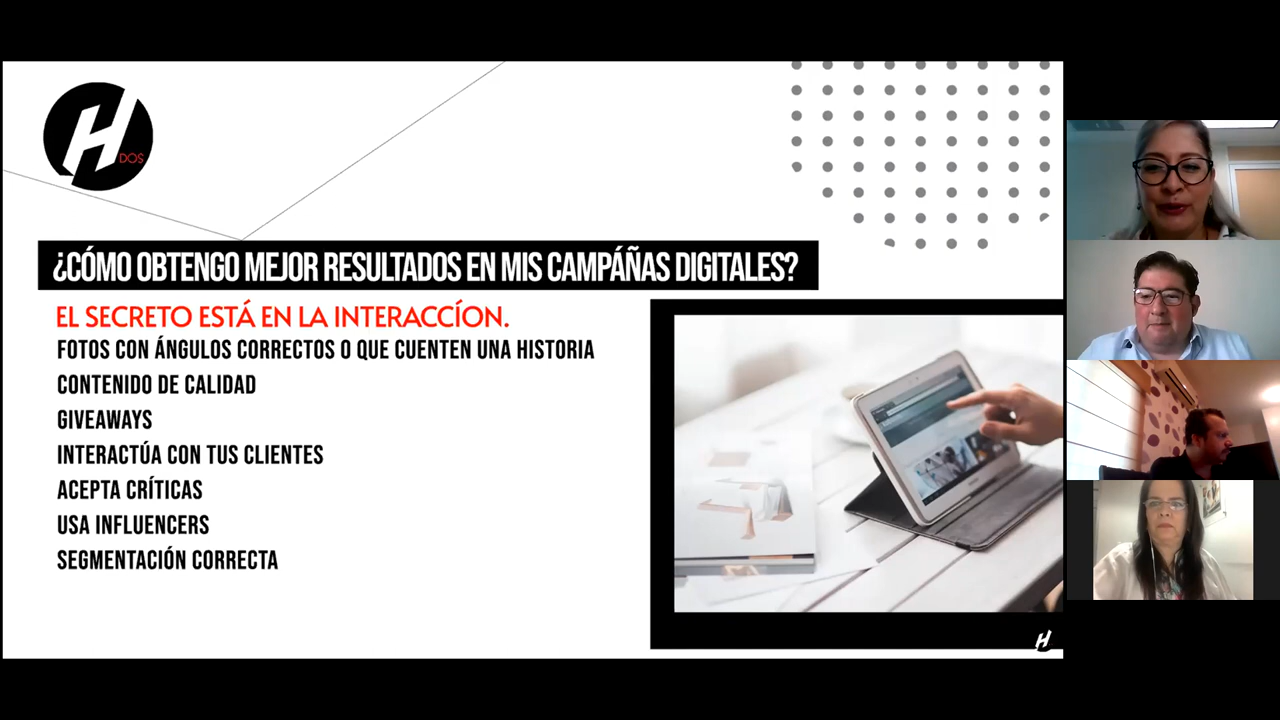 H
DOS
¿CÓMO OBTENGO MEJOR RESULTADOS EN MIS CAMPÁÑAS DIGITALES?
EL SECRETO ESTÁ EN LA INTERACCÍON.
FOTOS CON ÁNGULOS CORRECTOS O QUE CUENTEN UNA HISTORIA
CONTENIDO DE CALIDAD
GIVEAWAYS
INTERACTÚA CON TUS CLIENTES
ACEPTA CRÍTICAS
USA INFLUENCERS
SEGMENTACIÓN CORRECTA
H